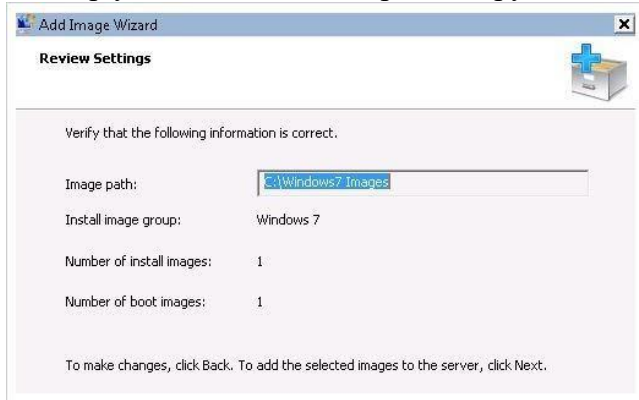 Add Image Wizard
Review Settings
Verify that the following information is correct.
Image path: C:\Windows7 Images
Install image group: Windows 7
Number of install images: 1
Number of boot images: 1
To make changes, click Back. To add the selected images to the server, click Next.